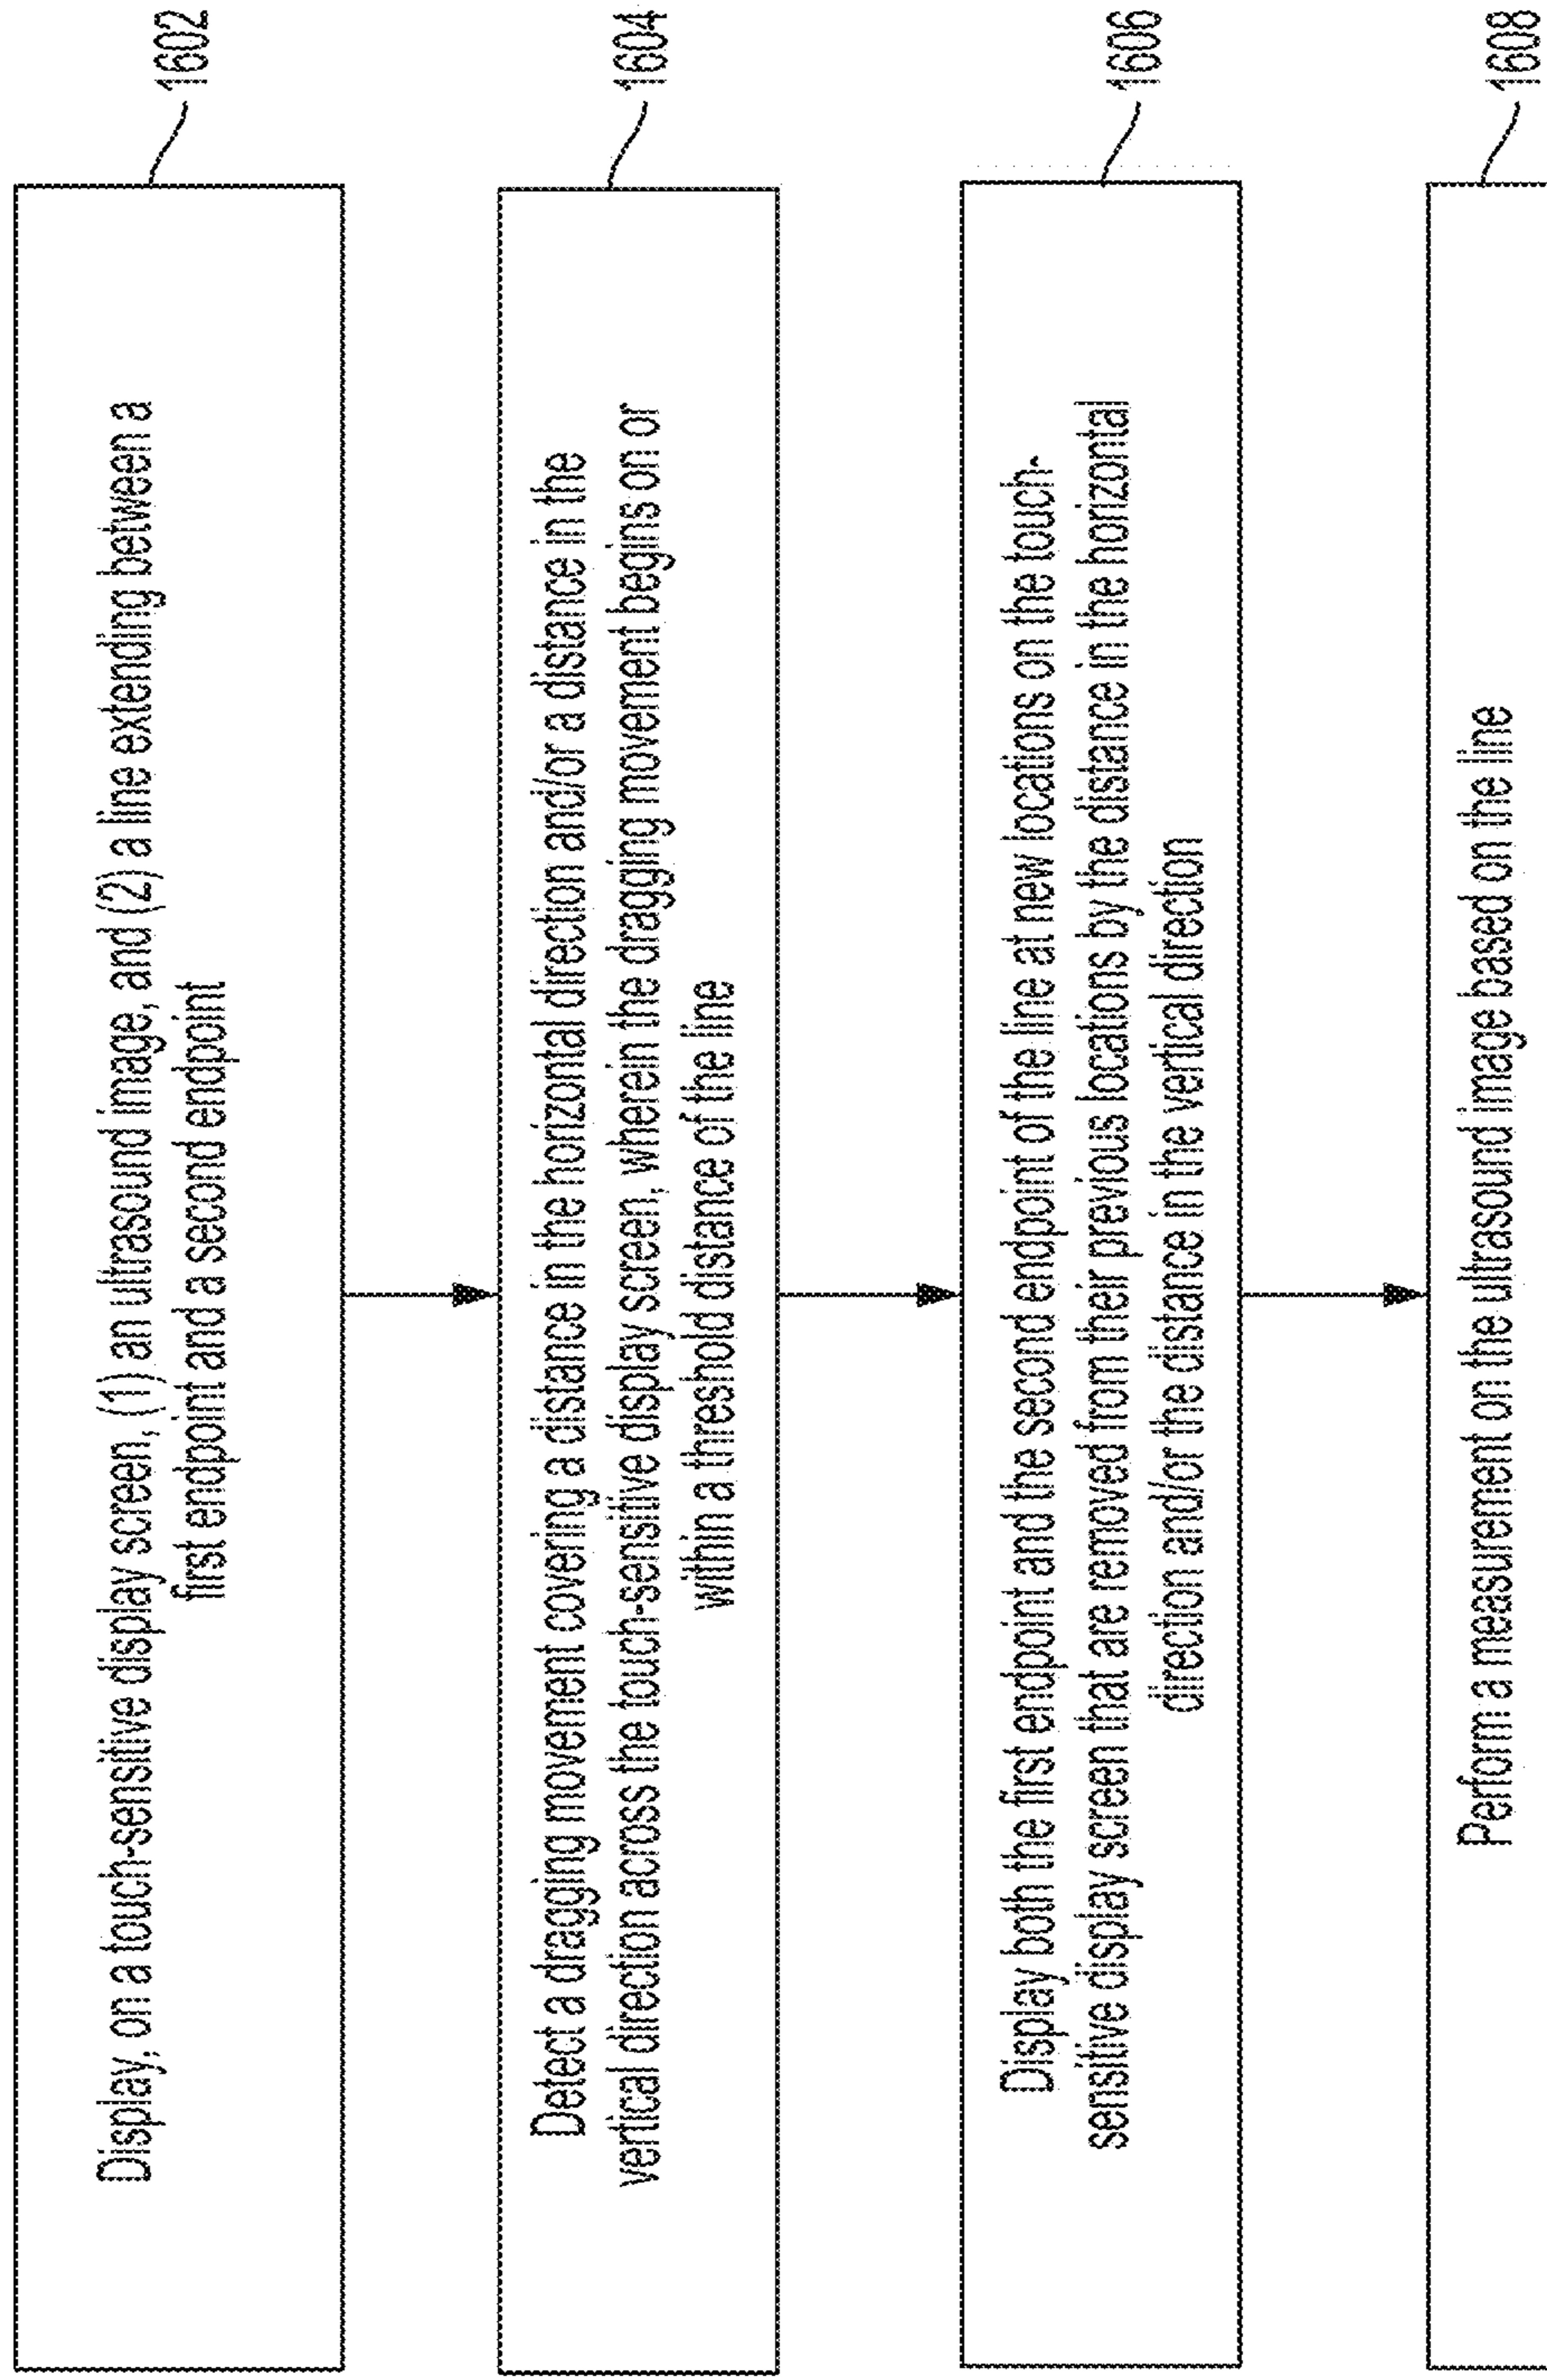 1602
Display, on a touch-sensitive display screen, (1) an ultrasound image, and (2) a line extending between a
first endpoint and a second endpoint
1604
Detect a dragging movement covering a distance in the horizontal direction and/or a distance in the
vertical direction across the touch-sensitive display screen, wherein the dragging movement begins on or
within a threshold distance of the line
1606
Display both the first endpoint and the second endpoint of the line at new locations on the touch-
sensitive display screen that are removed from their previous locations by the distance in the horizontal
direction and/or the distance in the vertical direction
1608
Perform a measurement on the ultrasound image based on the line